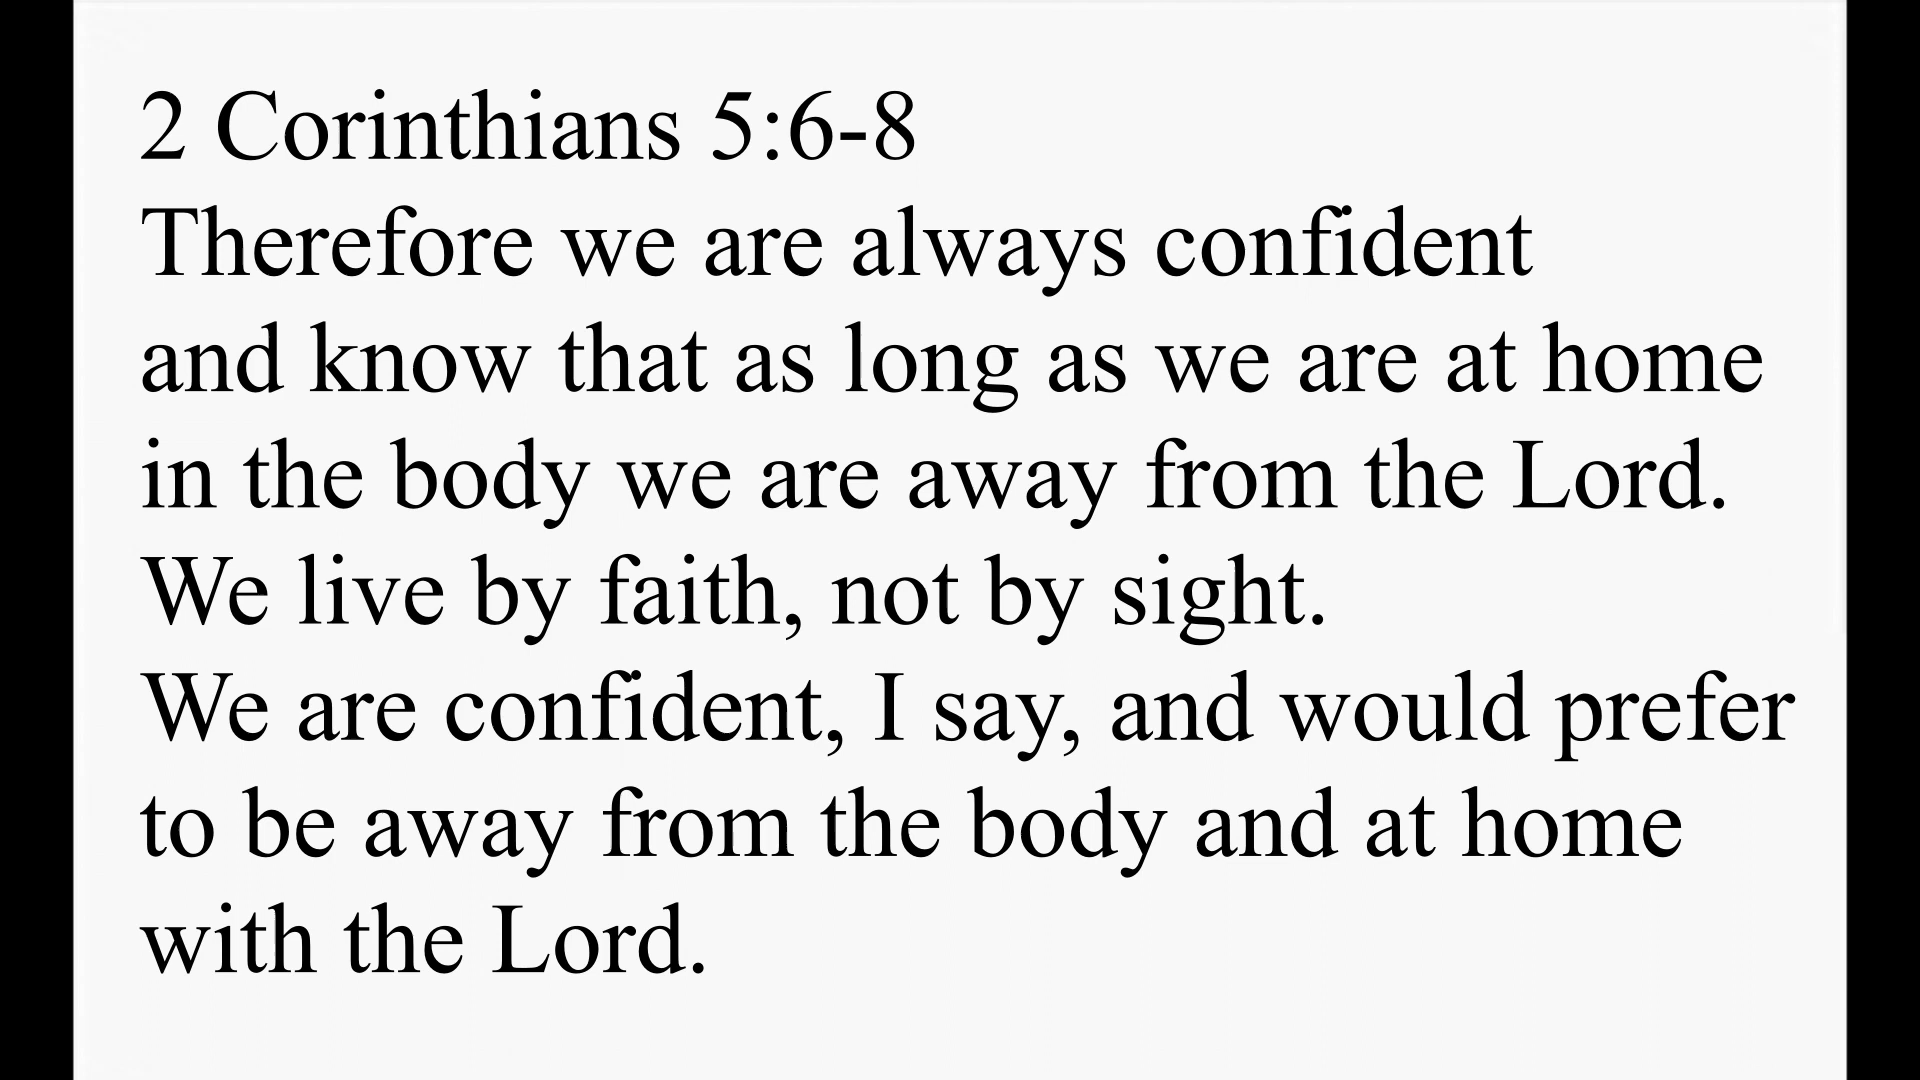 2 Corinthians 5:6-8
Therefore we are always confident
and know that as long as we are at home
in the body we are away from the Lord.
We live by faith, not by sight.
We are confident, I say, and would prefer
to be away from the body and at home
with the Lord.